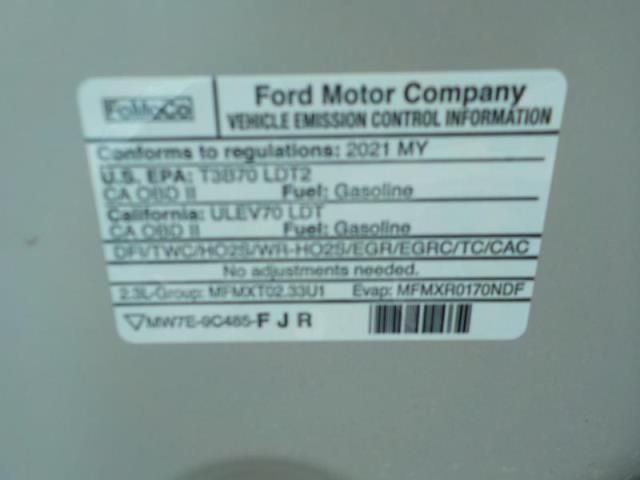 FoMoCo
Ford Motor Company
VEHICLE EMISSION CONTROL INFORMATION
Conforms to regulations: 2021 MY
U.S. EPA: T3B70 LDT2
CA OBD II Fuel: Gasoline
California: ULEV70 LDT
CA OBD II Fuel: Gasoline
DFI/TWC/HO2S/WR-HO2S/EGR/EGRC/TC/CAC
No adjustments needed.
2.3L-Group: MFMXT02.33U1 Evap: MFMXR0170NDF
MW7E-9C485-F J R